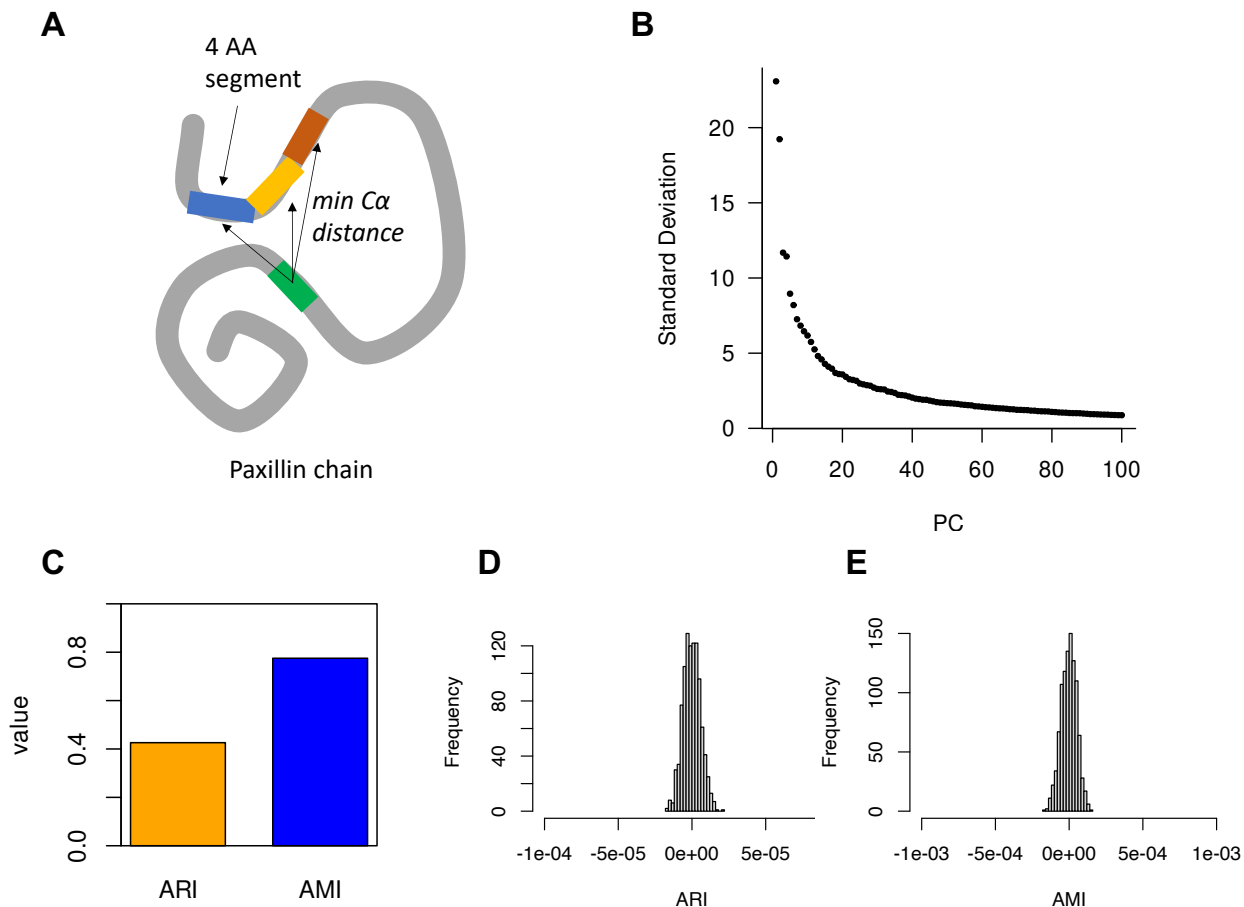 A
4 AA
segment
min Cα
distance
Paxillin chain
B
Standard Deviation
20
15
10
5
0
0 20 40 60 80 100
PC
C
value
0.8
0.4
0.0
ARI AMI
D
Frequency
120
80
40
0
-1e-04 -5e-05 0e+00 5e-05
ARI
E
Frequency
150
100
50
0
-1e-03 -5e-04 0e+00 5e-04 1e-03
AMI